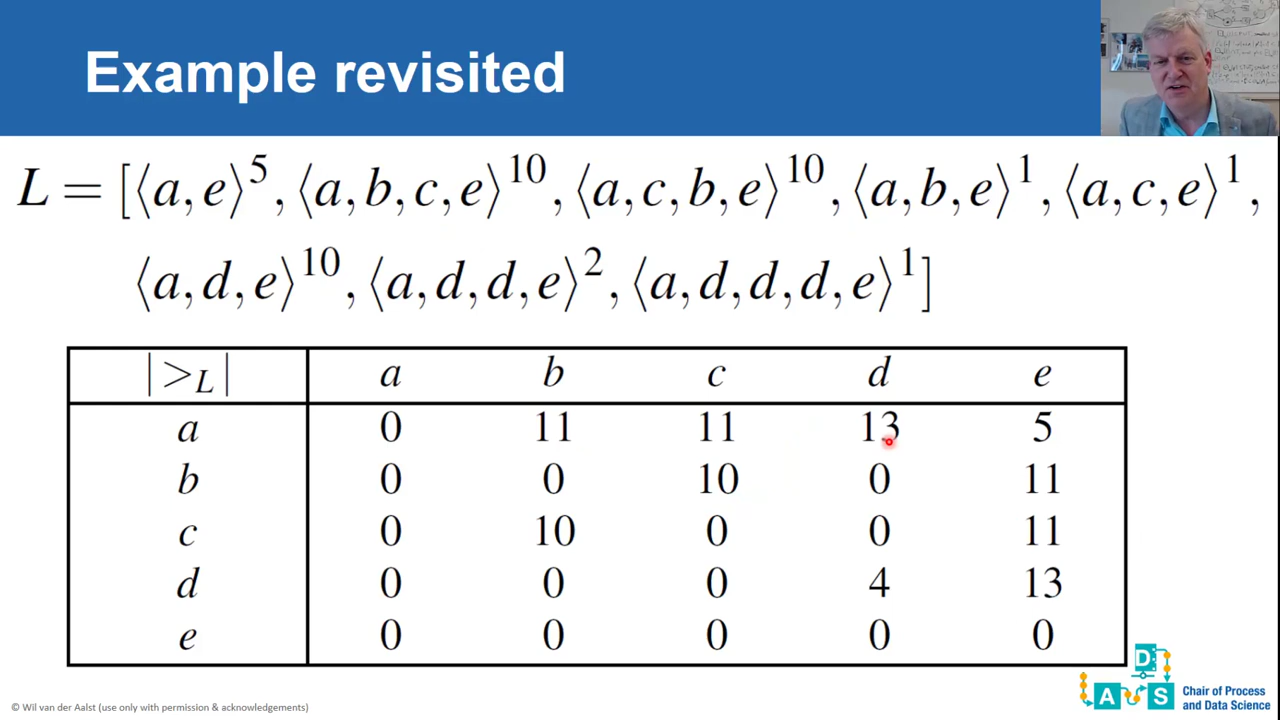 Example revisited
L = [⟨a,e⟩⁵, ⟨a,b,c,e⟩¹⁰, ⟨a,c,b,e⟩¹⁰, ⟨a,b,e⟩¹, ⟨a,c,e⟩¹,
⟨a,d,e⟩¹⁰, ⟨a,d,d,e⟩², ⟨a,d,d,d,e⟩¹]
|>L| a b c d e
a 0 11 11 13 5
b 0 0 10 0 11
c 0 10 0 0 11
d 0 0 0 4 13
e 0 0 0 0 0
D
A S
Chair of Process
and Data Science
© Wil van der Aalst (use only with permission & acknowledgements)